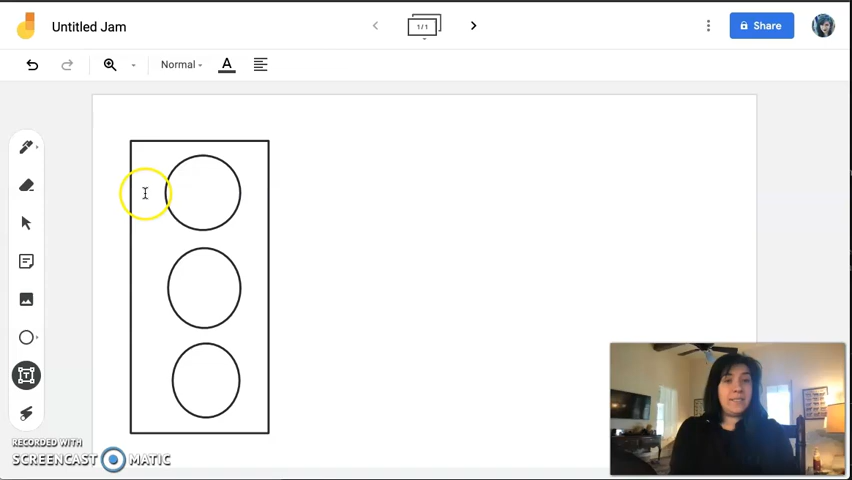 Untitled Jam
1/1
Share
Normal
A
T
RECORDED WITH
SCREENCAST MATIC